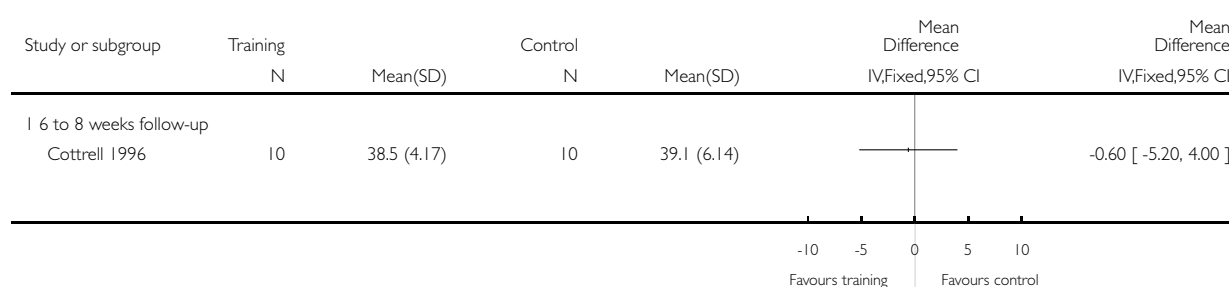 Study or subgroup Training Control Mean Difference Mean Difference
N Mean(SD) N Mean(SD) IV,Fixed,95% CI IV,Fixed,95% CI
1 6 to 8 weeks follow-up
Cottrell 1996 10 38.5 (4.17) 10 39.1 (6.14) -0.60 [ -5.20, 4.00 ]
-10 -5 0 5 10
Favours training Favours control